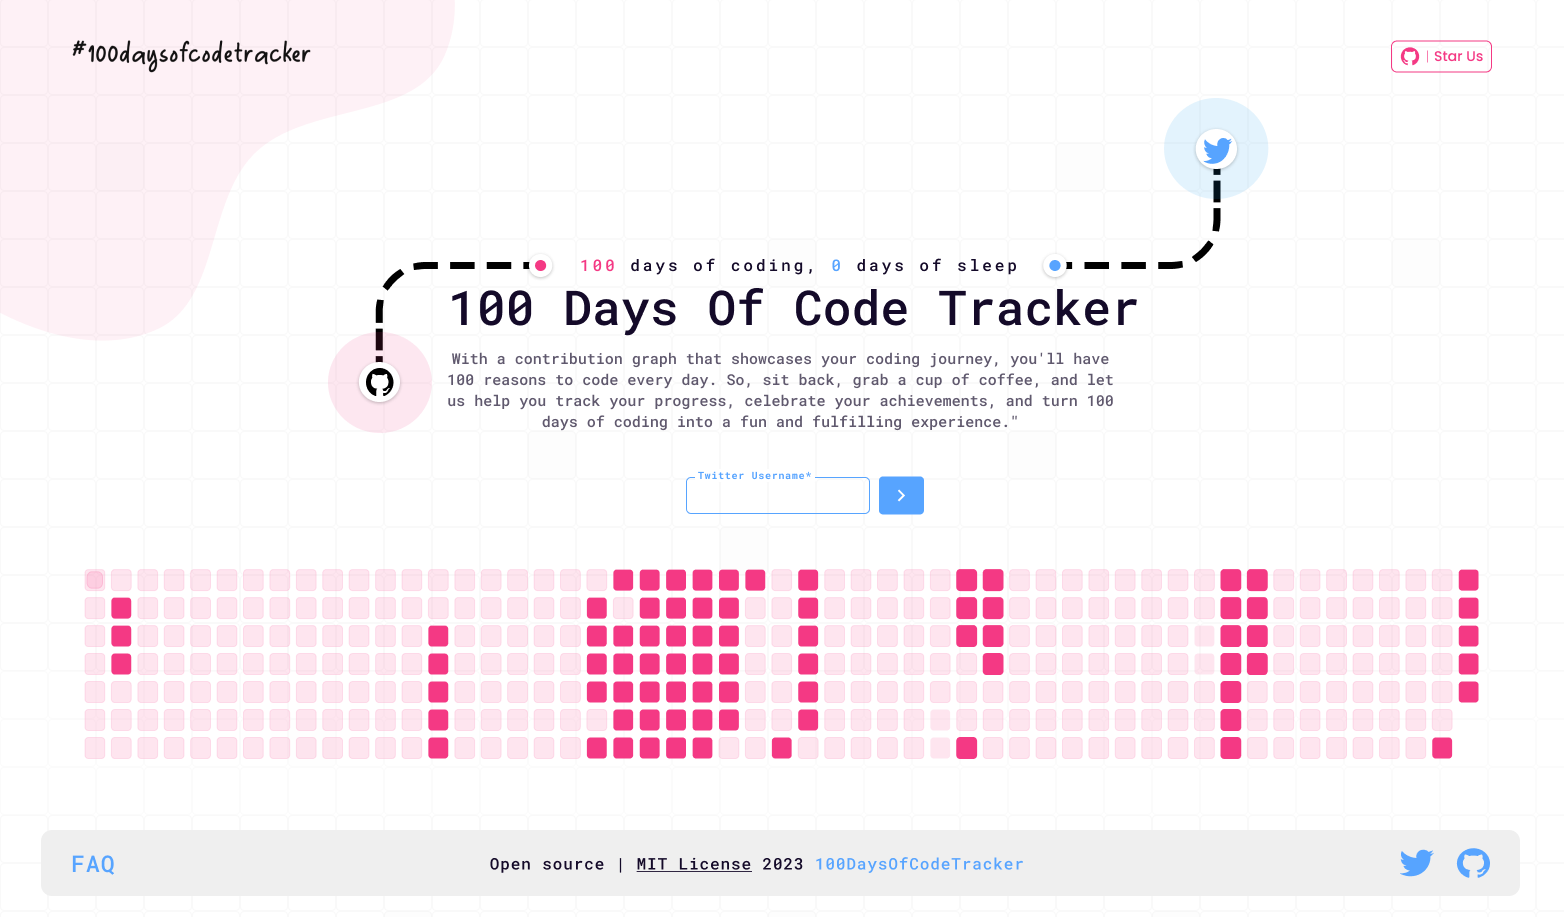 #100daysofcodetracker
| Star Us
100 days of coding, 0 days of sleep
100 Days Of Code Tracker
With a contribution graph that showcases your coding journey, you'll have
100 reasons to code every day. So, sit back, grab a cup of coffee, and let
us help you track your progress, celebrate your achievements, and turn 100
days of coding into a fun and fulfilling experience."
Twitter Username*
FAQ
Open source | MIT License 2023 100DaysOfCodeTracker